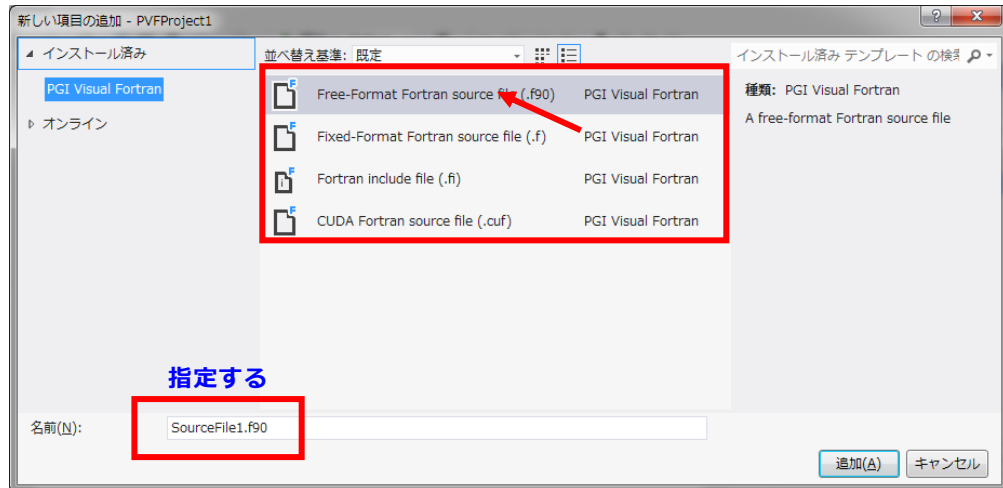 新しい項目の追加 - PVFProject1
インストール済み
PGI Visual Fortran
オンライン
並べ替え基準: 既定
Free-Format Fortran source file (.f90) PGI Visual Fortran
Fixed-Format Fortran source file (.f) PGI Visual Fortran
Fortran include file (.fi) PGI Visual Fortran
CUDA Fortran source file (.cuf) PGI Visual Fortran
インストール済み テンプレート の検索
種類: PGI Visual Fortran
A free-format Fortran source file
指定する
名前(N): SourceFile1.f90
追加(A) キャンセル